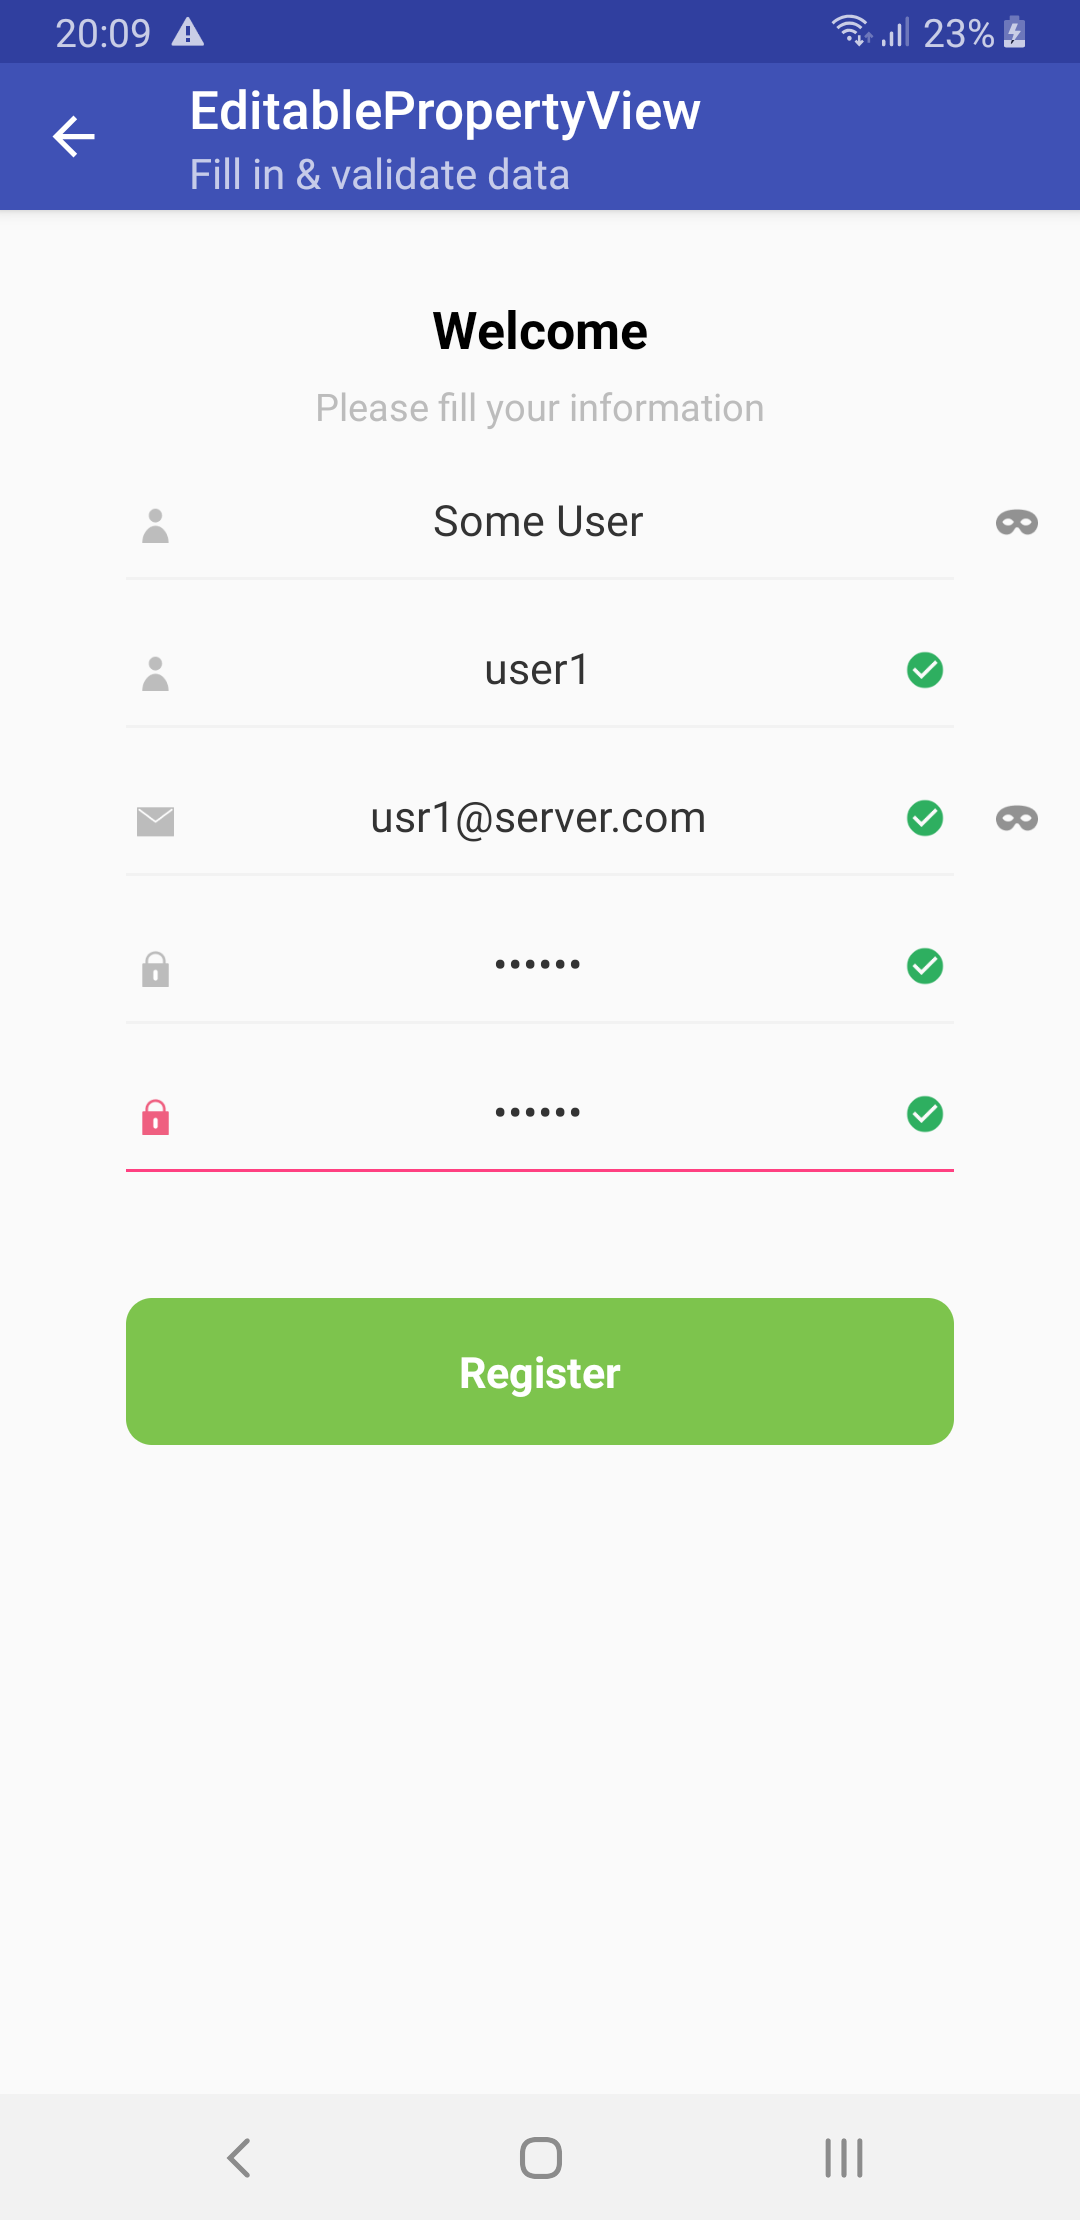 20:09 23%
EditablePropertyView
Fill in & validate data
Welcome
Please fill your information
Some User
user1
usr1@server.com
••••••
••••••
Register